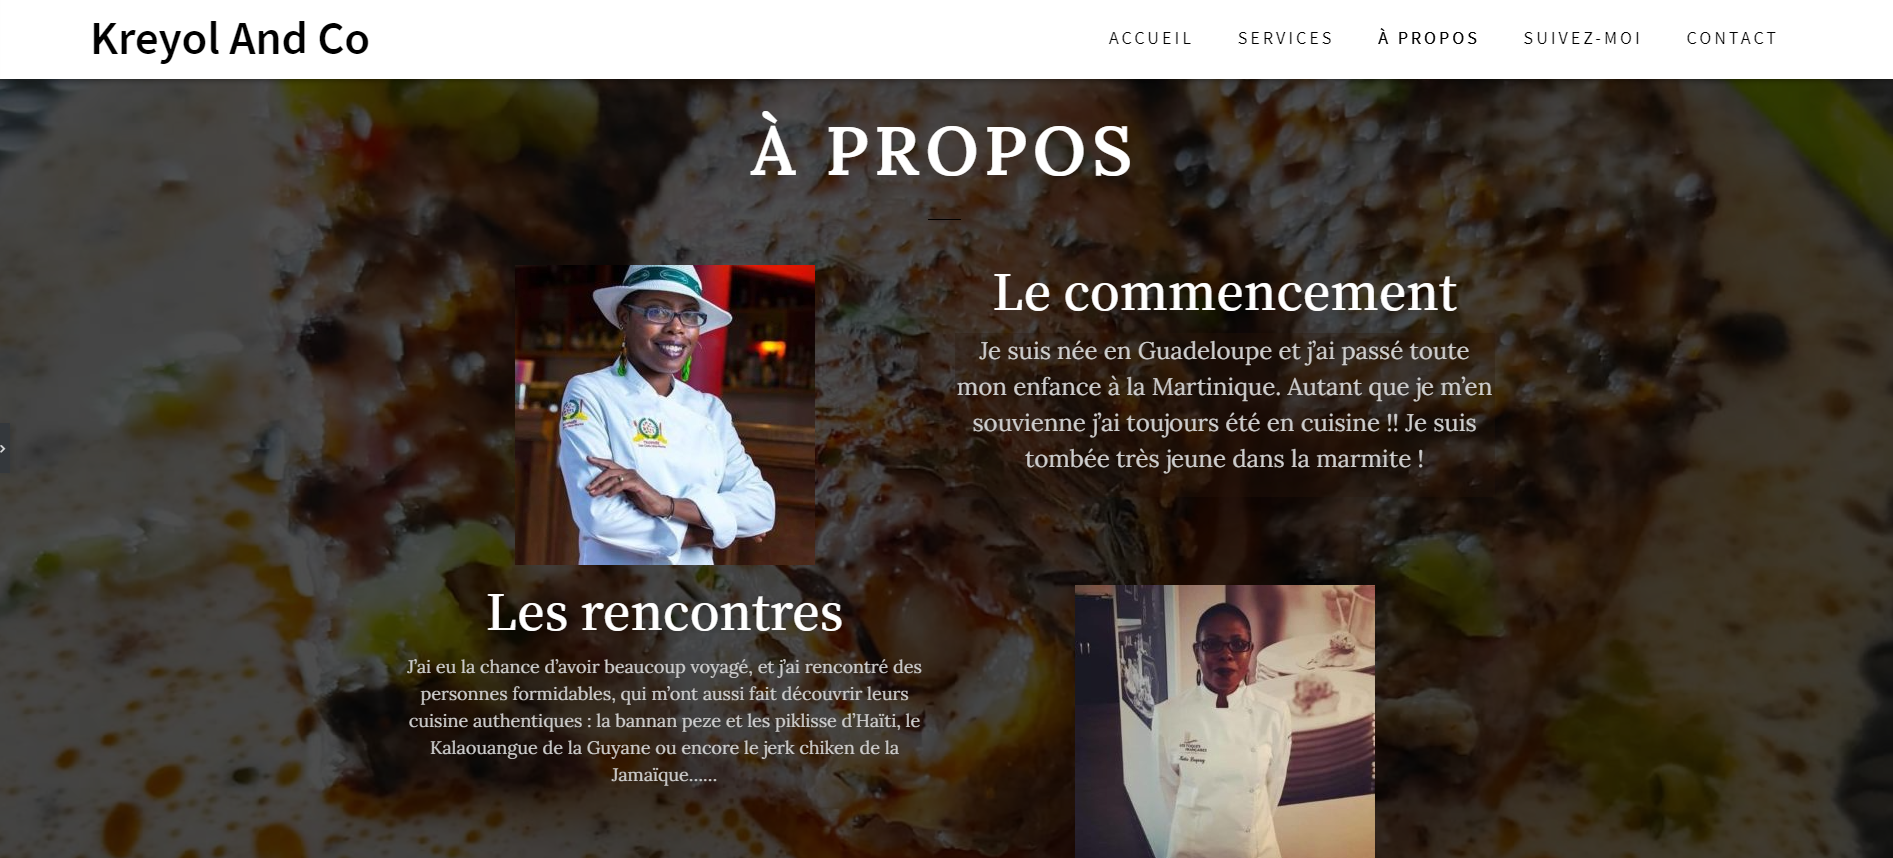 Kreyol And Co
ACCUEIL
SERVICES
À PROPOS
SUIVEZ-MOI
CONTACT
À PROPOS
Le commencement
Je suis née en Guadeloupe et j’ai passé toute
mon enfance à la Martinique. Autant que je m’en
souvienne j’ai toujours été en cuisine !! Je suis
tombée très jeune dans la marmite !
Les rencontres
J’ai eu la chance d’avoir beaucoup voyagé, et j’ai rencontré des
personnes formidables, qui m’ont aussi fait découvrir leurs
cuisine authentiques : la bannan peze et les piklisse d’Haïti, le
Kalaouangue de la Guyane ou encore le jerk chiken de la
Jamaïque……